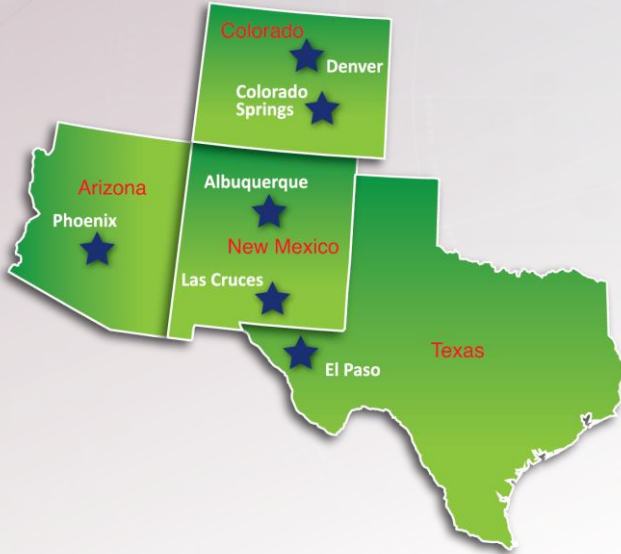 Colorado
Denver
Colorado
Springs
Arizona
Albuquerque
Phoenix
New Mexico
Las Cruces
Texas
El Paso